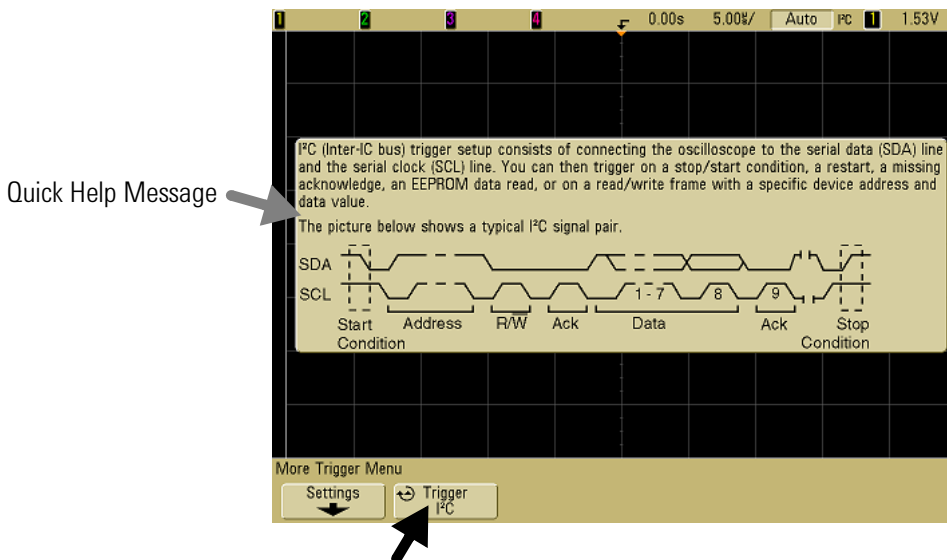 1 2 3 4 0.00s 5.00%/ Auto I²C 1 1.53V
I²C (Inter-IC bus) trigger setup consists of connecting the oscilloscope to the serial data (SDA) line
and the serial clock (SCL) line. You can then trigger on a stop/start condition, a restart, a missing
acknowledge, an EEPROM data read, or on a read/write frame with a specific device address and
data value.
Quick Help Message
The picture below shows a typical I²C signal pair.
SDA
SCL 1 - 7 8 9
Start Address R/W̅ Ack Data Ack Stop
Condition Condition
More Trigger Menu
Settings Trigger
I²C